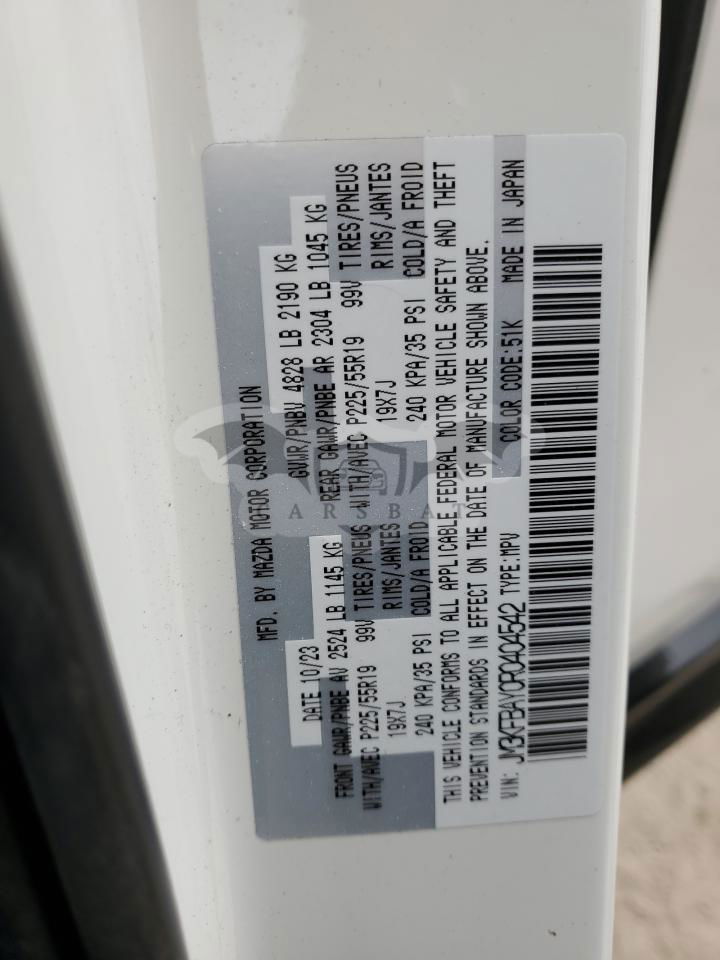 MFD. BY MAZDA MOTOR CORPORATION
DATE 10/23 GVWR/PNBV 4828 LB 2190 KG
FRONT GAWR/PNBE AV 2524 LB 1145 KG REAR GAWR/PNBE AR 2304 LB 1045 KG
WITH/AVEC P225/55R19 99V TIRES/PNEUS WITH/AVEC P225/55R19 99V TIRES/PNEUS
19X7J RIMS/JANTES 19X7J RIMS/JANTES
240 KPA/35 PSI COLD/A FROID 240 KPA/35 PSI COLD/A FROID
THIS VEHICLE CONFORMS TO ALL APPLICABLE FEDERAL MOTOR VEHICLE SAFETY AND THEFT
PREVENTION STANDARDS IN EFFECT ON THE DATE OF MANUFACTURE SHOWN ABOVE.
VIN: JM3KFBAY0R0404542 TYPE:MPV COLOR CODE:51K MADE IN JAPAN
CARSBAT